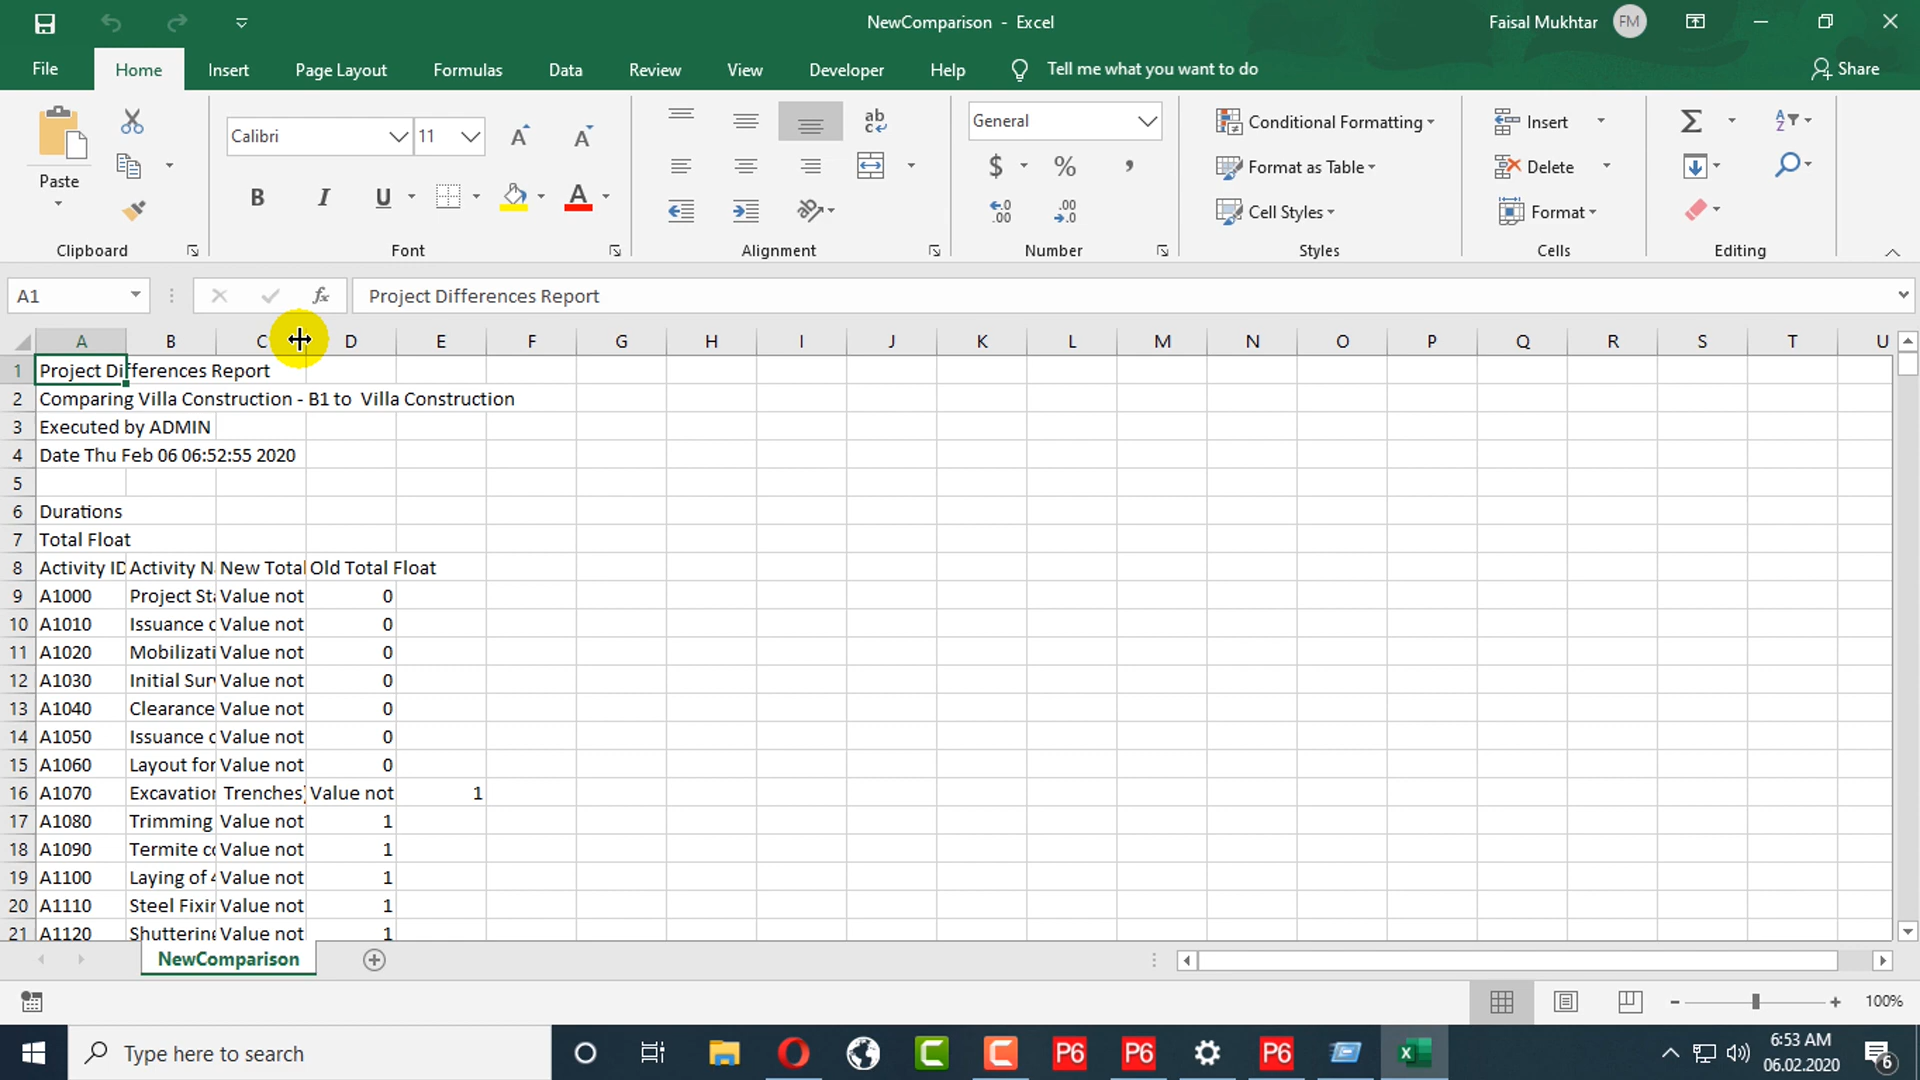 NewComparison - Excel
Faisal Mukhtar FM
File Home Insert Page Layout Formulas Data Review View Developer Help Tell me what you want to do Share
Paste
Calibri 11
B I U A
ab
General
$ % ,
Conditional Formatting
Format as Table
Cell Styles
Insert
Delete
Format
Clipboard Font Alignment Number Styles Cells Editing
A1 fx Project Differences Report
A B C D E F G H I J K L M N O P Q R S T U
1 Project Differences Report
2 Comparing Villa Construction - B1 to Villa Construction
3 Executed by ADMIN
4 Date Thu Feb 06 06:52:55 2020
5
6 Durations
7 Total Float
8 Activity ID Activity N New Total Old Total Float
9 A1000 Project Sta Value not 0
10 A1010 Issuance o Value not 0
11 A1020 Mobilizati Value not 0
12 A1030 Initial Sur Value not 0
13 A1040 Clearance Value not 0
14 A1050 Issuance o Value not 0
15 A1060 Layout for Value not 0
16 A1070 Excavation Trenches) Value not 1
17 A1080 Trimming Value not 1
18 A1090 Termite co Value not 1
19 A1100 Laying of 4 Value not 1
20 A1110 Steel Fixin Value not 1
21 A1120 Shuttering Value not 1
NewComparison
100%
Type here to search
P6 P6 P6
6:53 AM
06.02.2020
6